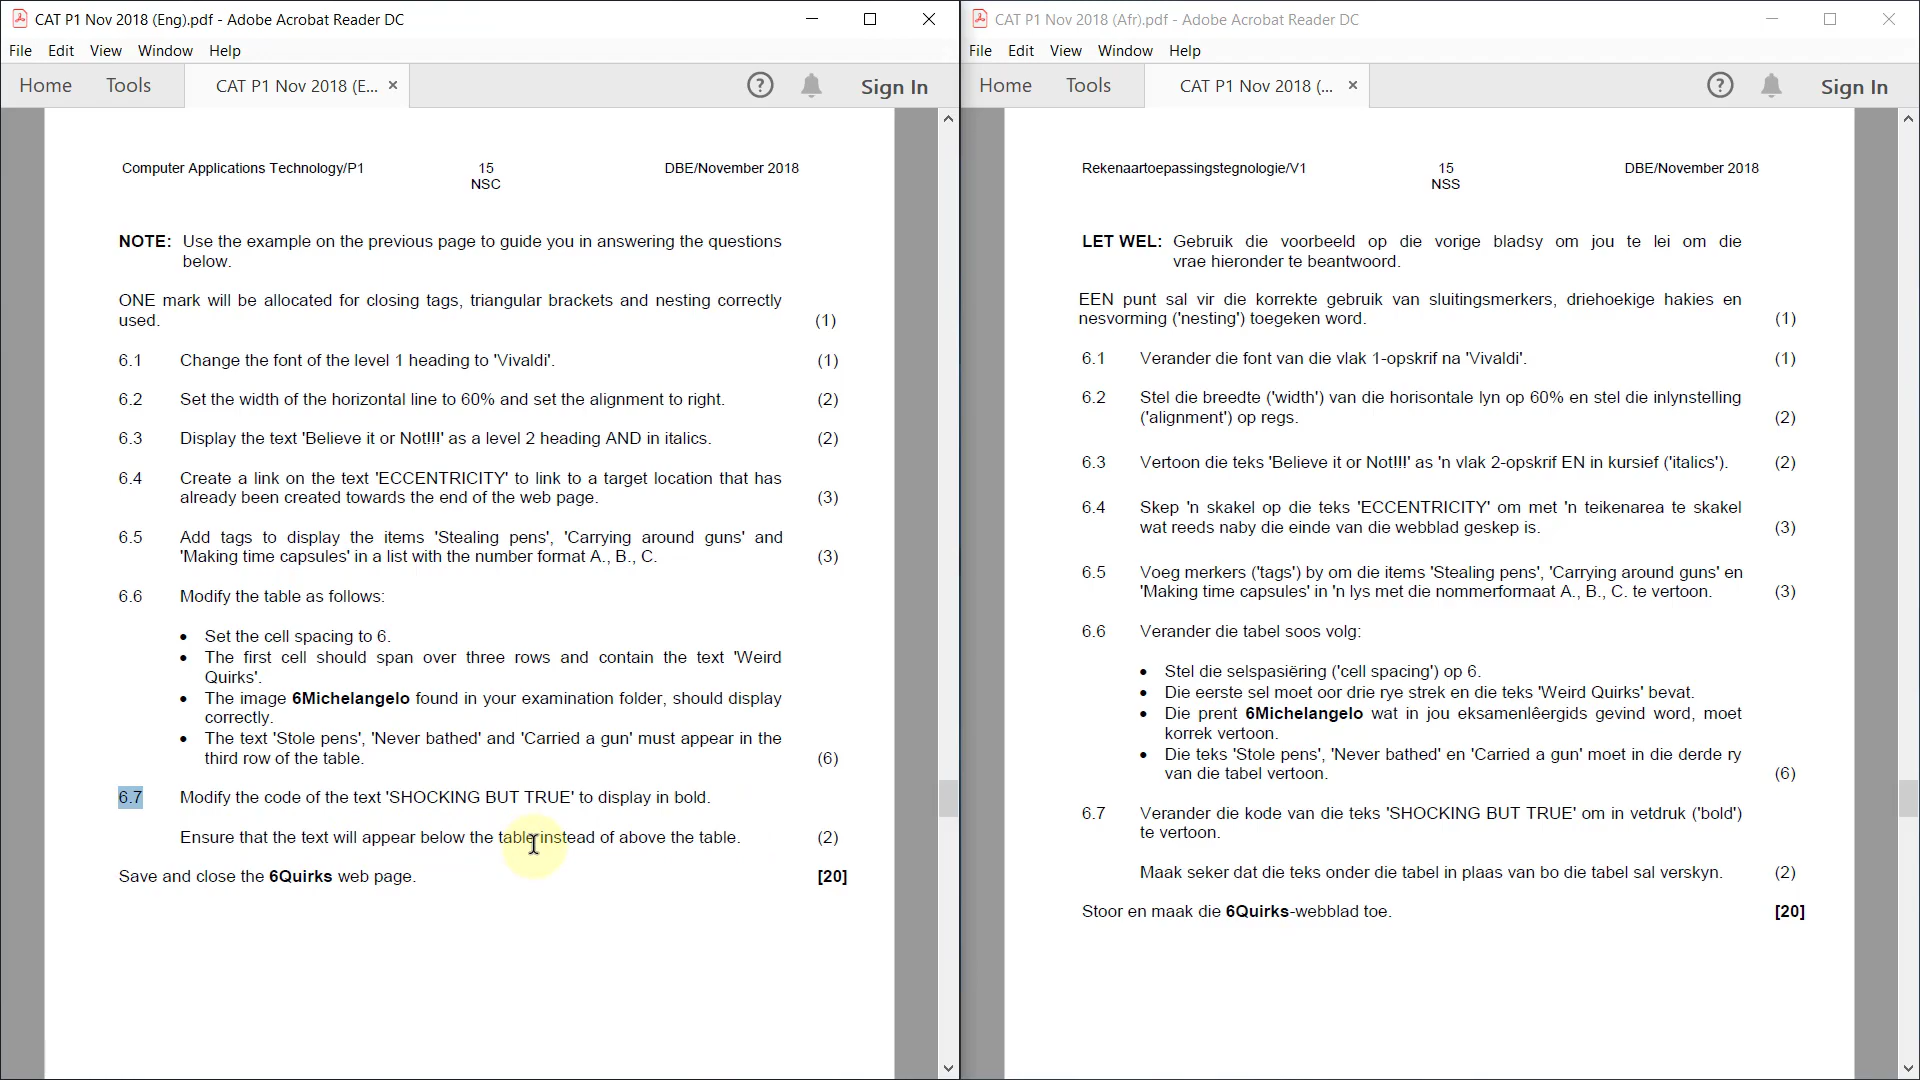 CAT P1 Nov 2018 (Eng).pdf - Adobe Acrobat Reader DC
File Edit View Window Help
Home Tools CAT P1 Nov 2018 (E... × ? Sign In
Computer Applications Technology/P1 15 DBE/November 2018
NSC
NOTE: Use the example on the previous page to guide you in answering the questions
below.
ONE mark will be allocated for closing tags, triangular brackets and nesting correctly
used. (1)
6.1 Change the font of the level 1 heading to 'Vivaldi'. (1)
6.2 Set the width of the horizontal line to 60% and set the alignment to right. (2)
6.3 Display the text 'Believe it or Not!!!' as a level 2 heading AND in italics. (2)
6.4 Create a link on the text 'ECCENTRICITY' to link to a target location that has
already been created towards the end of the web page. (3)
6.5 Add tags to display the items 'Stealing pens', 'Carrying around guns' and
'Making time capsules' in a list with the number format A., B., C. (3)
6.6 Modify the table as follows:
• Set the cell spacing to 6.
• The first cell should span over three rows and contain the text 'Weird
Quirks'.
• The image 6Michelangelo found in your examination folder, should display
correctly.
• The text 'Stole pens', 'Never bathed' and 'Carried a gun' must appear in the
third row of the table. (6)
6.7 Modify the code of the text 'SHOCKING BUT TRUE' to display in bold.
Ensure that the text will appear below the table instead of above the table. (2)
Save and close the 6Quirks web page. [20]
CAT P1 Nov 2018 (Afr).pdf - Adobe Acrobat Reader DC
File Edit View Window Help
Home Tools CAT P1 Nov 2018 (... × ? Sign In
Rekenaartoepassingstegnologie/V1 15 DBE/November 2018
NSS
LET WEL: Gebruik die voorbeeld op die vorige bladsy om jou te lei om die
vrae hieronder te beantwoord.
EEN punt sal vir die korrekte gebruik van sluitingsmerkers, driehoekige hakies en
nesvorming ('nesting') toegeken word. (1)
6.1 Verander die font van die vlak 1-opskrif na 'Vivaldi'. (1)
6.2 Stel die breedte ('width') van die horisontale lyn op 60% en stel die inlynstelling
('alignment') op regs. (2)
6.3 Vertoon die teks 'Believe it or Not!!!' as 'n vlak 2-opskrif EN in kursief ('italics'). (2)
6.4 Skep 'n skakel op die teks 'ECCENTRICITY' om met 'n teikenarea te skakel
wat reeds naby die einde van die webblad geskep is. (3)
6.5 Voeg merkers ('tags') by om die items 'Stealing pens', 'Carrying around guns' en
'Making time capsules' in 'n lys met die nommerformaat A., B., C. te vertoon. (3)
6.6 Verander die tabel soos volg:
• Stel die selspasiëring ('cell spacing') op 6.
• Die eerste sel moet oor drie rye strek en die teks 'Weird Quirks' bevat.
• Die prent 6Michelangelo wat in jou eksamenlêergids gevind word, moet
korrek vertoon.
• Die teks 'Stole pens', 'Never bathed' en 'Carried a gun' moet in die derde ry
van die tabel vertoon. (6)
6.7 Verander die kode van die teks 'SHOCKING BUT TRUE' om in vetdruk ('bold')
te vertoon.
Maak seker dat die teks onder die tabel in plaas van bo die tabel sal verskyn. (2)
Stoor en maak die 6Quirks-webblad toe. [20]